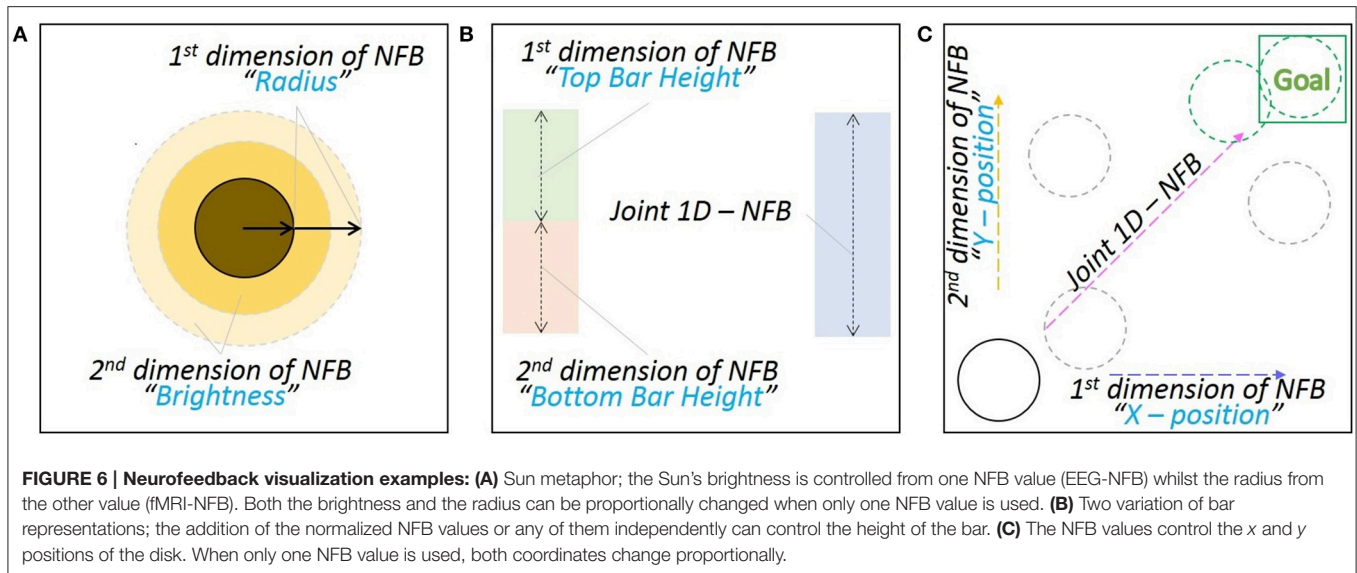 A
1st dimension of NFB
“Radius”
2nd dimension of NFB
“Brightness”
B
1st dimension of NFB
“Top Bar Height”
Joint 1D – NFB
2nd dimension of NFB
“Bottom Bar Height”
C
2nd dimension of NFB
“Y – position”
Joint 1D – NFB
Goal
1st dimension of NFB
“X – position”
FIGURE 6 | Neurofeedback visualization examples: (A) Sun metaphor; the Sun’s brightness is controlled from one NFB value (EEG-NFB) whilst the radius from
the other value (fMRI-NFB). Both the brightness and the radius can be proportionally changed when only one NFB value is used. (B) Two variation of bar
representations; the addition of the normalized NFB values or any of them independently can control the height of the bar. (C) The NFB values control the x and y
positions of the disk. When only one NFB value is used, both coordinates change proportionally.